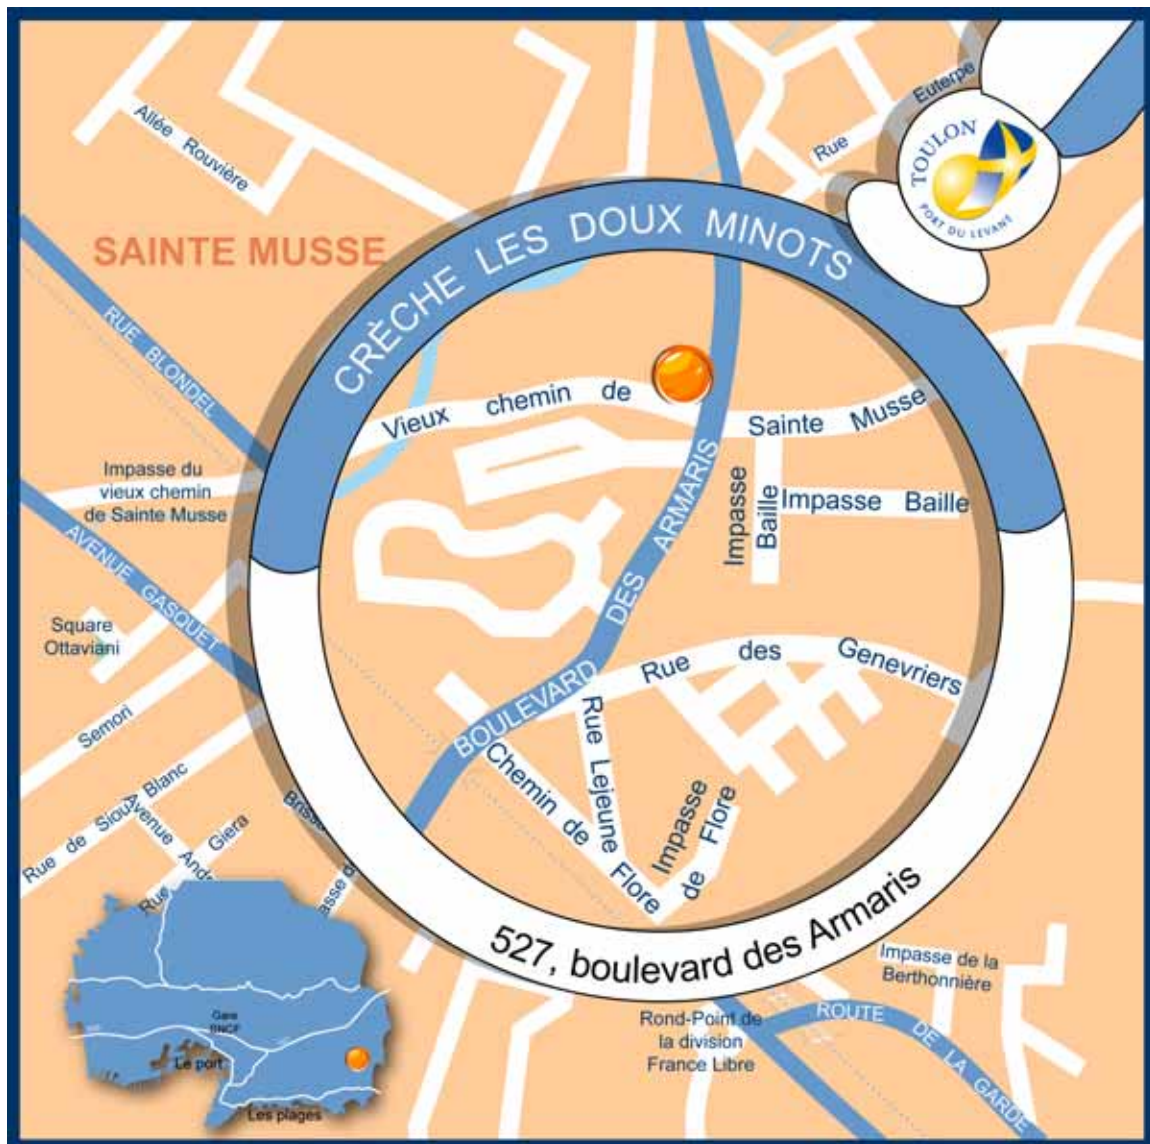 Euterpe
Rue
Allée Rouvière
TOULON
PORT DU LEVANT
SAINTE MUSSE
CRÈCHE LES DOUX MINOTS
RUE BLONDEL
Vieux chemin de
Sainte Musse
Impasse du
vieux chemin
de Sainte Musse
Impasse
Baille
Impasse Baille
AVENUE GASQUET
BOULEVARD DES ARMARIS
Square
Ottaviani
Rue des Genevriers
Semori
Rue Lejeune
Chemin de Flore
Impasse
de Flore
Rue de Sioux Blanc
Avenue
Giera
Rue
527, boulevard des Armaris
Impasse de la
Berthonnière
Gare
SNCF
Le port
Les plages
Rond-Point de
la division
France Libre
ROUTE DE LA GARDE